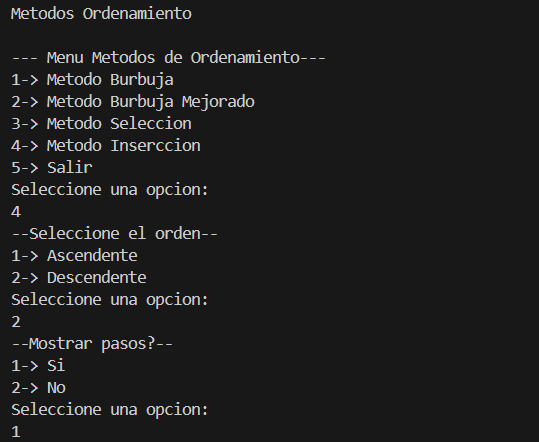 Metodos Ordenamiento
--- Menu Metodos de Ordenamiento---
1-> Metodo Burbuja
2-> Metodo Burbuja Mejorado
3-> Metodo Seleccion
4-> Metodo Inserccion
5-> Salir
Seleccione una opcion:
4
--Seleccione el orden--
1-> Ascendente
2-> Descendente
Seleccione una opcion:
2
--Mostrar pasos?--
1-> Si
2-> No
Seleccione una opcion:
1